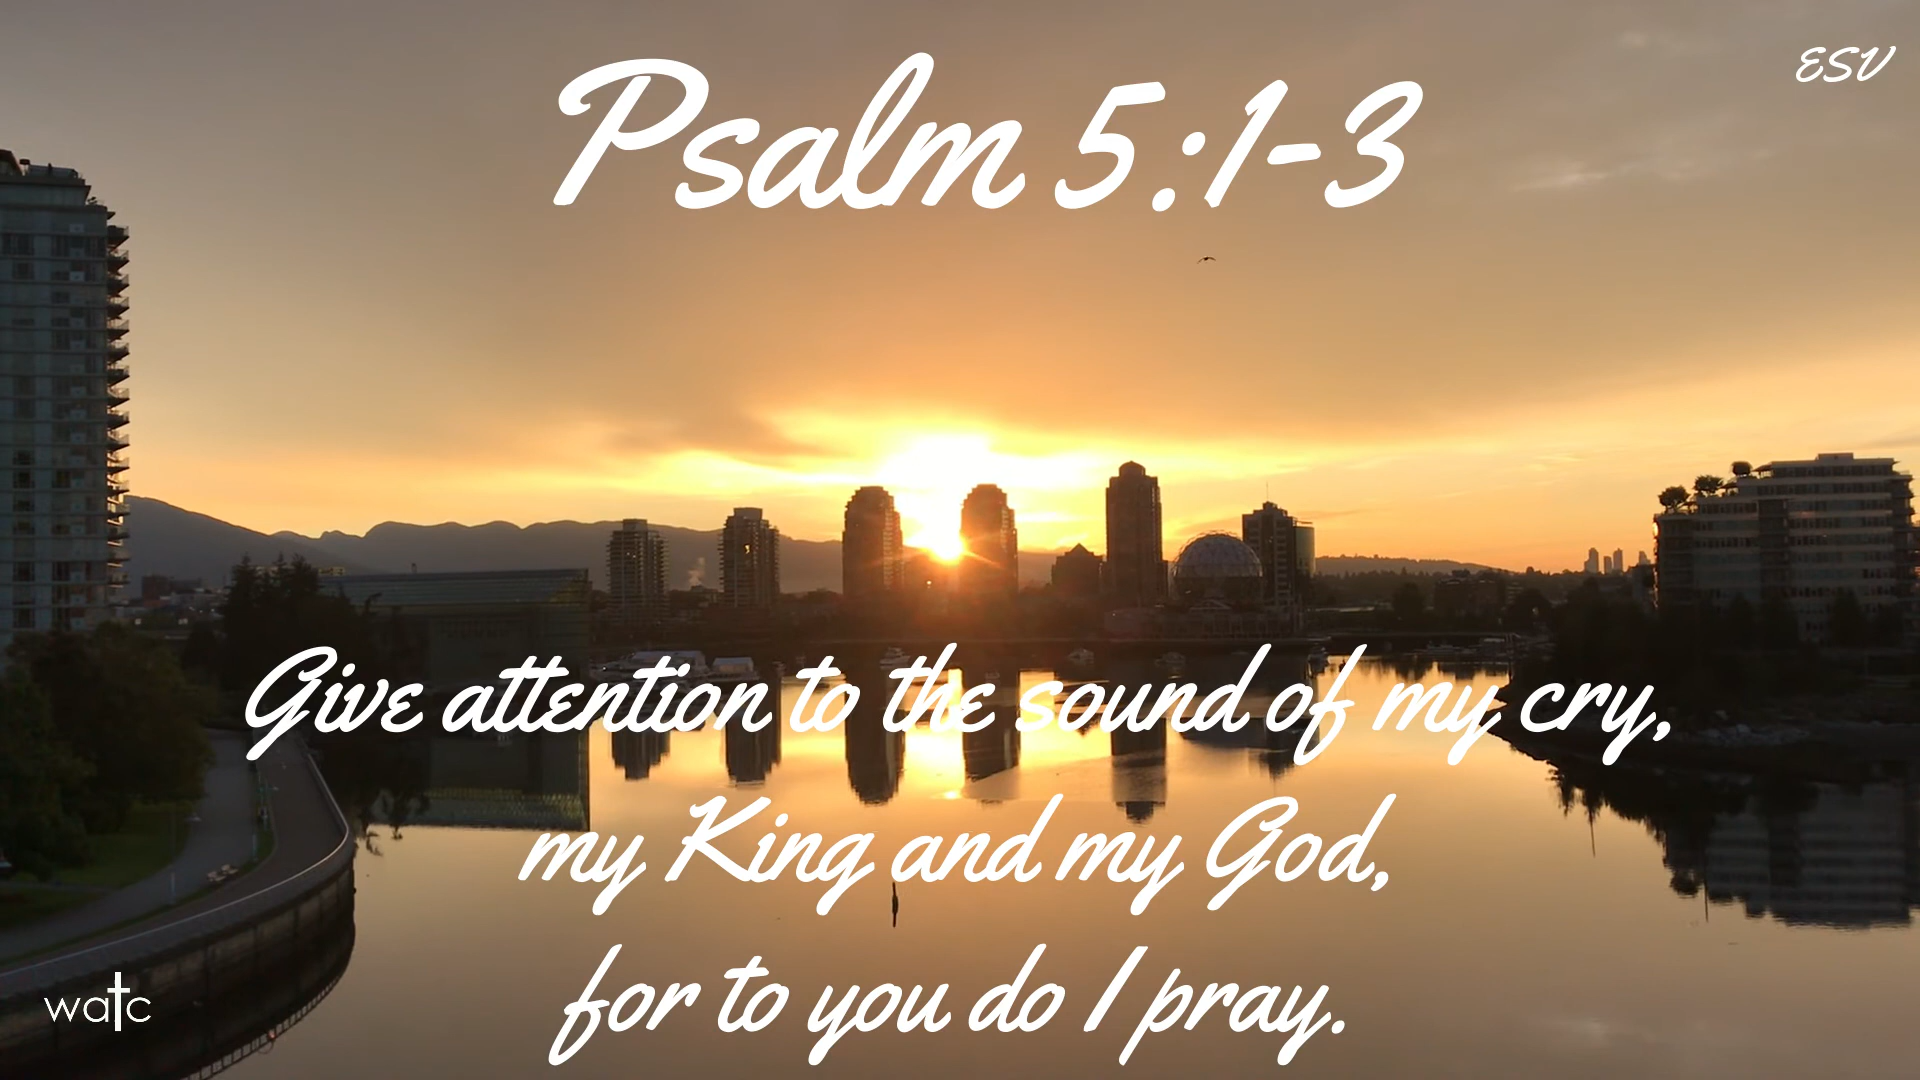 Psalm 5:1-3
ESV
Give attention to the sound of my cry,
my King and my God,
for to you do I pray.
watc